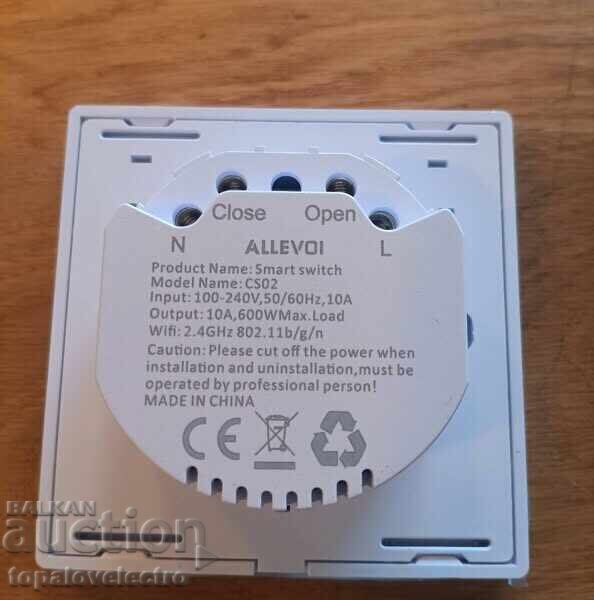 Close Open
N ALLEVOI L
Product Name: Smart switch
Model Name: CS02
Input: 100-240V,50/60Hz,10A
Output: 10A,600WMax.Load
Wifi: 2.4GHz 802.11b/g/n
Caution: Please cut off the power when
installation and uninstallation,must be
operated by professional person!
MADE IN CHINA
CE
BALKAN
auction
topalovelectro